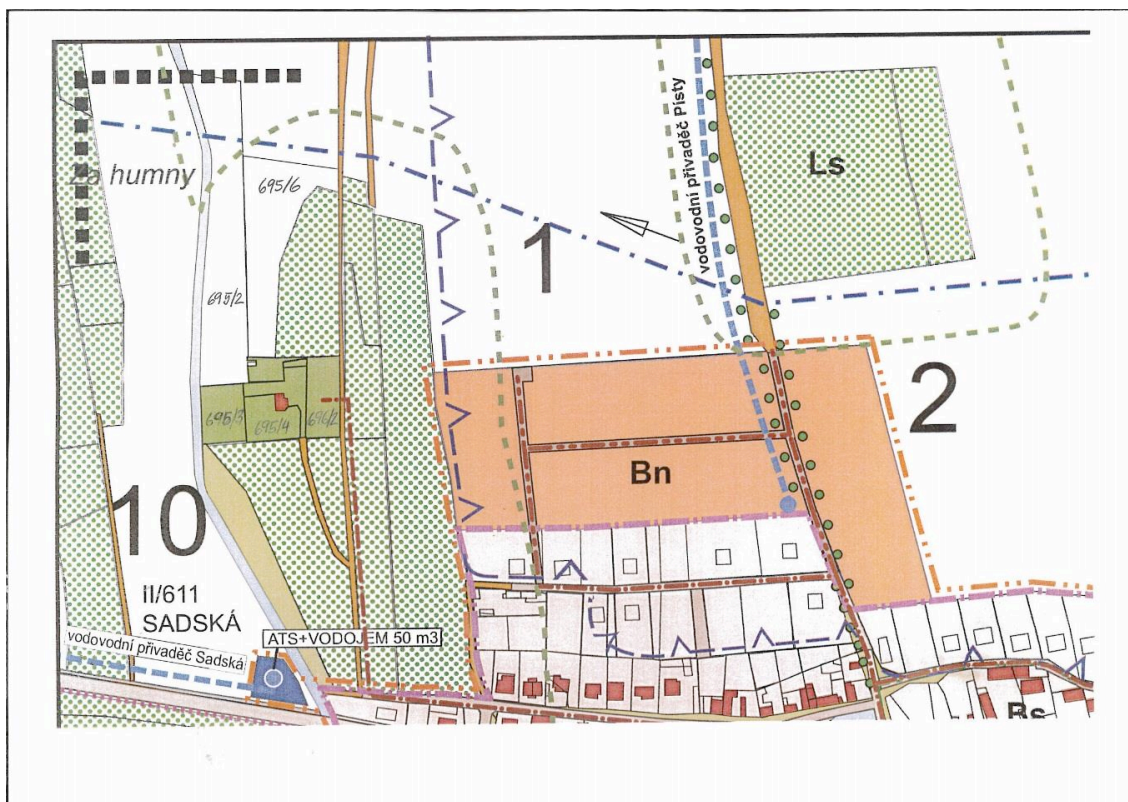 Za humny
695/6
695/2
695/3
695/4
696/2
1
vodovodní přivaděč Písty
Ls
2
Bn
10
II/611
SADSKÁ
vodovodní přivaděč Sadská
ATS+VODOJEM 50 m3
Bs